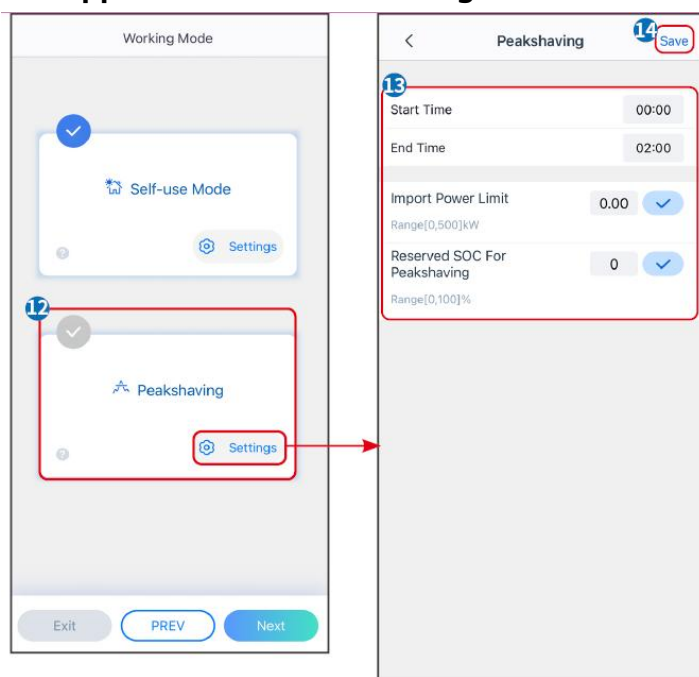 Working Mode
Self-use Mode
Settings
12
Peakshaving
Settings
Exit
PREV
Next
Peakshaving
14
Save
13
Start Time
00:00
End Time
02:00
Import Power Limit
0.00
Range[0,500]kW
Reserved SOC For
Peakshaving
0
Range[0,100]%